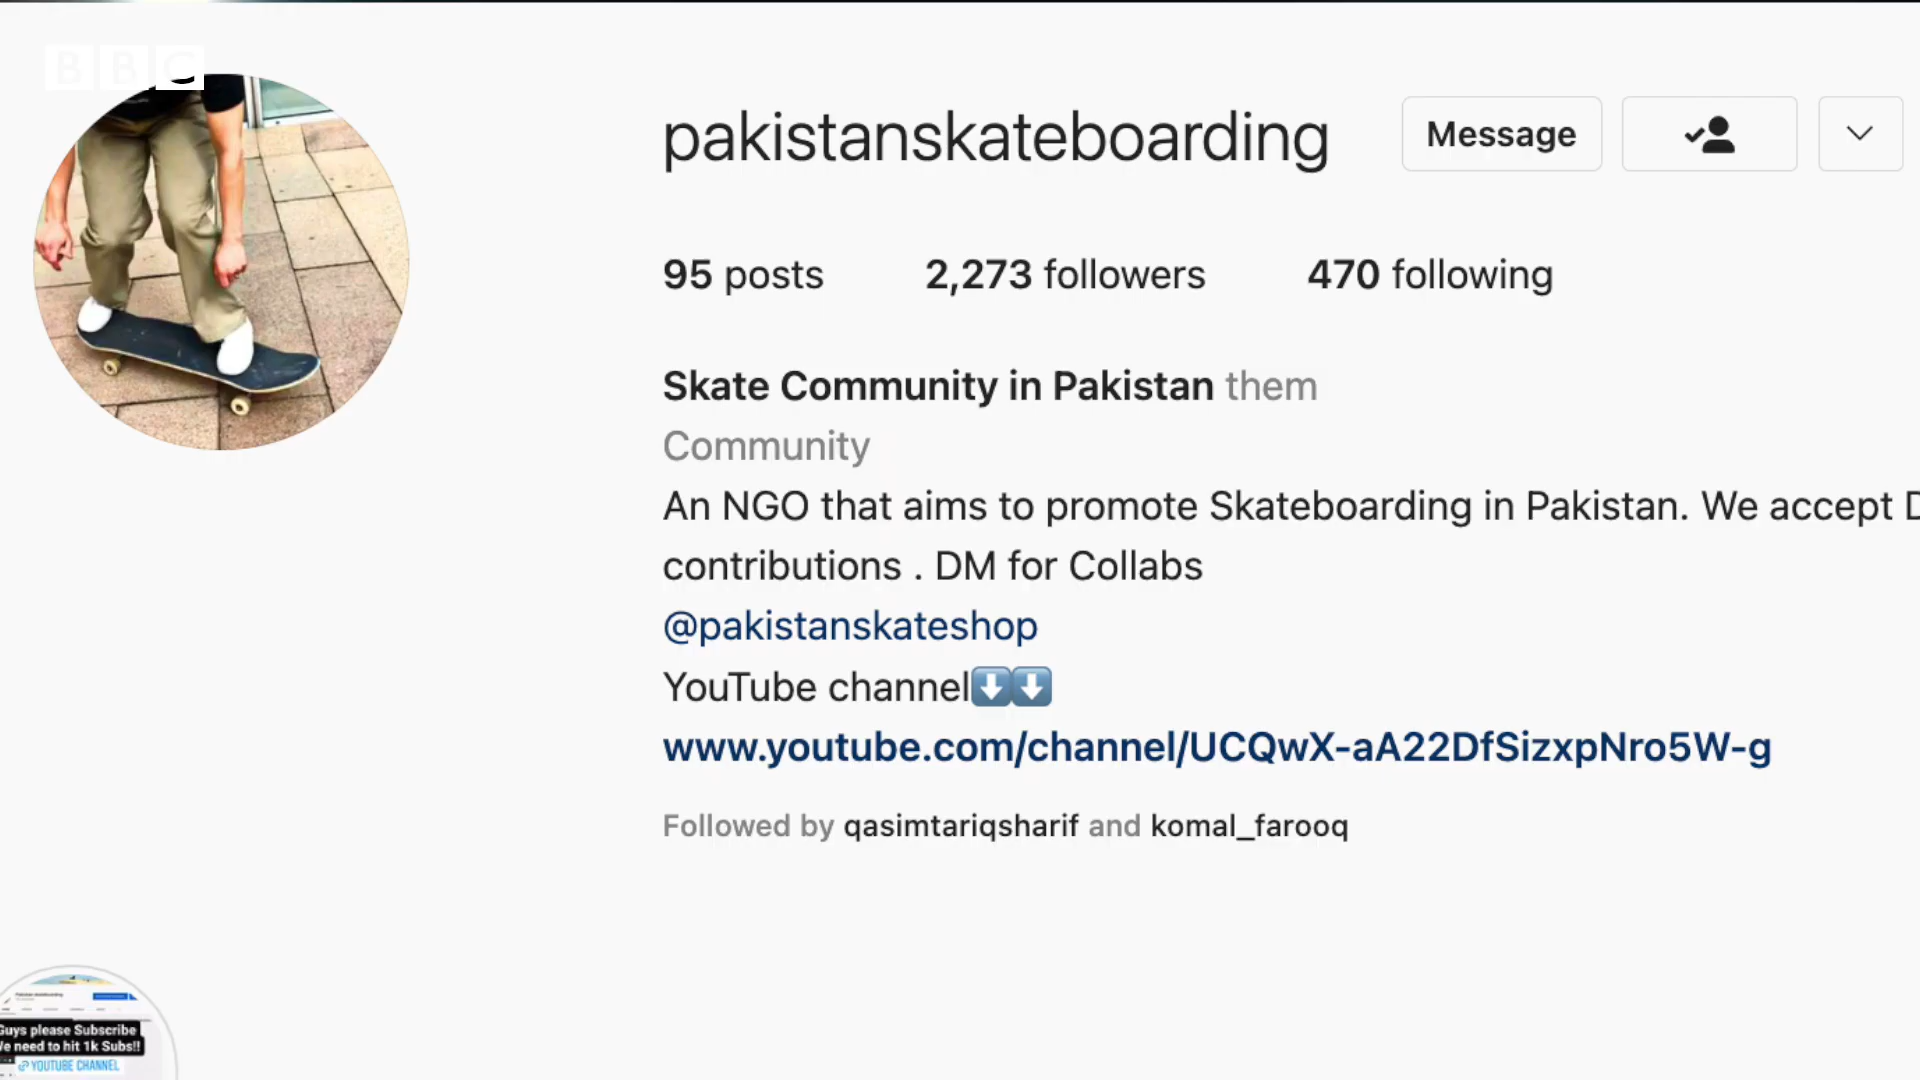 BBC
pakistanskateboarding
Message
95 posts 2,273 followers 470 following
Skate Community in Pakistan them
Community
An NGO that aims to promote Skateboarding in Pakistan. We accept D
contributions . DM for Collabs
@pakistanskateshop
YouTube channel⬇️⬇️
www.youtube.com/channel/UCQwX-aA22DfSizxpNro5W-g
Followed by qasimtariqsharif and komal_farooq
Guys please Subscribe
We need to hit 1k Subs!!
YOUTUBE CHANNEL